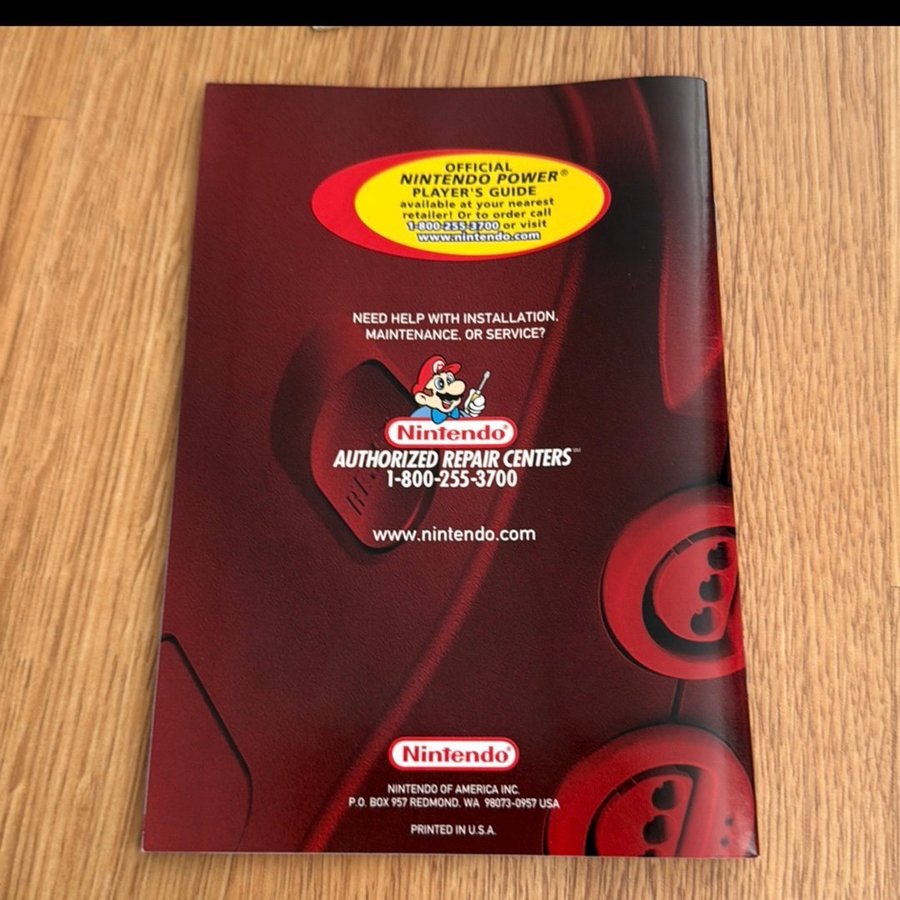 OFFICIAL
NINTENDO POWER®
PLAYER'S GUIDE
available at your nearest
retailer! Or to order call
1-800-255-3700 or visit
www.nintendo.com
NEED HELP WITH INSTALLATION,
MAINTENANCE, OR SERVICE?
Nintendo®
AUTHORIZED REPAIR CENTERS℠
1-800-255-3700
www.nintendo.com
Nintendo®
NINTENDO OF AMERICA INC.
P.O. BOX 957 REDMOND, WA 98073-0957 USA
PRINTED IN U.S.A.